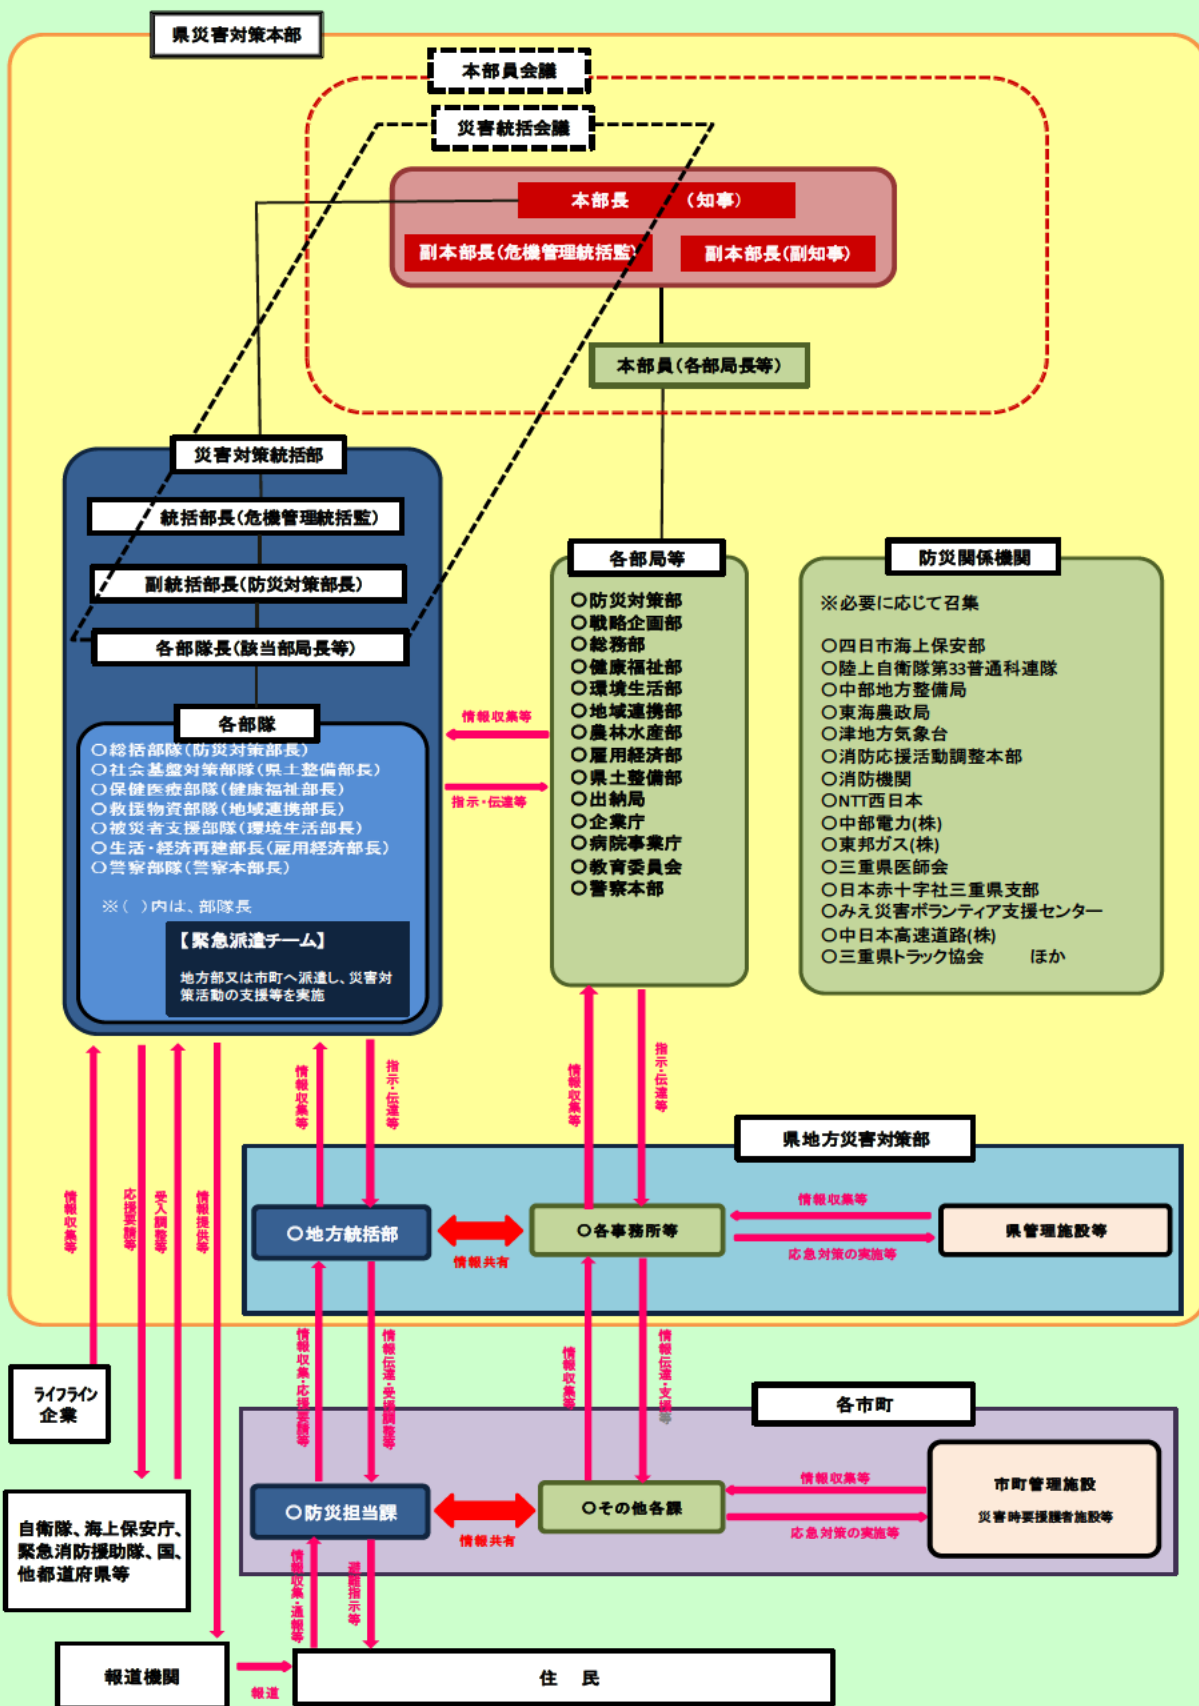 県災害対策本部
本部員会議
災害統括会議
本部長　　（知事）
副本部長(危機管理統括監)
副本部長(副知事)
本部員(各部局長等)
災害対策統括部
統括部長(危機管理統括監)
副統括部長(防災対策部長)
各部隊長(該当部局長等)
各部隊
○総括部隊(防災対策部長)
○社会基盤対策部隊(県土整備部長)
○保健医療部隊(健康福祉部長)
○救援物資部隊(地域連携部長)
○被災者支援部隊(環境生活部長)
○生活・経済再建部長(雇用経済部長)
○警察部隊(警察本部長)
※(　)内は、部隊長
【緊急派遣チーム】
地方部又は市町へ派遣し、災害対
策活動の支援等を実施
情報収集等
指示・伝達等
各部局等
○防災対策部
○戦略企画部
○総務部
○健康福祉部
○環境生活部
○地域連携部
○農林水産部
○雇用経済部
○県土整備部
○出納局
○企業庁
○病院事業庁
○教育委員会
○警察本部
防災関係機関
※必要に応じて召集
○四日市海上保安部
○陸上自衛隊第33普通科連隊
○中部地方整備局
○東海農政局
○津地方気象台
○消防応援活動調整本部
○消防機関
○NTT西日本
○中部電力(株)
○東邦ガス(株)
○三重県医師会
○日本赤十字社三重県支部
○みえ災害ボランティア支援センター
○中日本高速道路(株)
○三重県トラック協会　　ほか
情報収集等
指示・伝達等
情報収集等
指示・伝達等
県地方災害対策部
情報収集等
応援要請等
受入調整等
情報提供等
○地方統括部
情報共有
○各事務所等
情報収集等
応急対策の実施等
県管理施設等
情報収集・応援要請等
情報伝達・受援調整等
情報収集等
情報伝達・支援等
ライフライン
企業
各市町
○防災担当課
情報共有
○その他各課
情報収集等
応急対策の実施等
市町管理施設
災害時要援護者施設等
自衛隊、海上保安庁、
緊急消防援助隊、国、
他都道府県等
情報収集・通報等
避難指示等
報道機関
報道
住　民